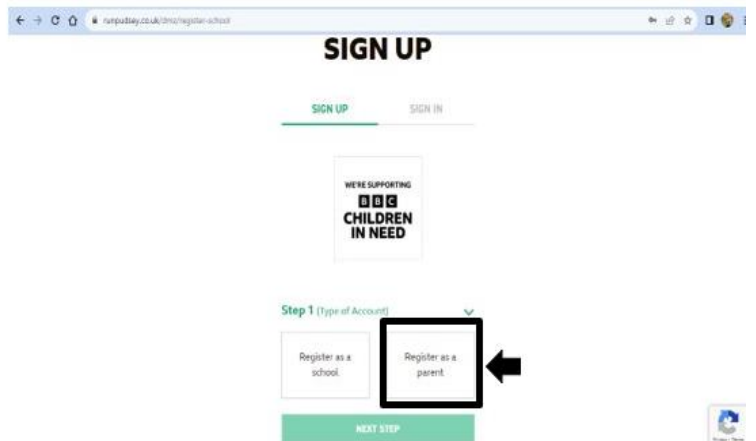 runpudsey.co.uk/dmz/register-school
SIGN UP
SIGN UP SIGN IN
WE'RE SUPPORTING
BBC
CHILDREN
IN NEED
Step 1 (Type of Account)
Register as a
school
Register as a
parent
NEXT STEP